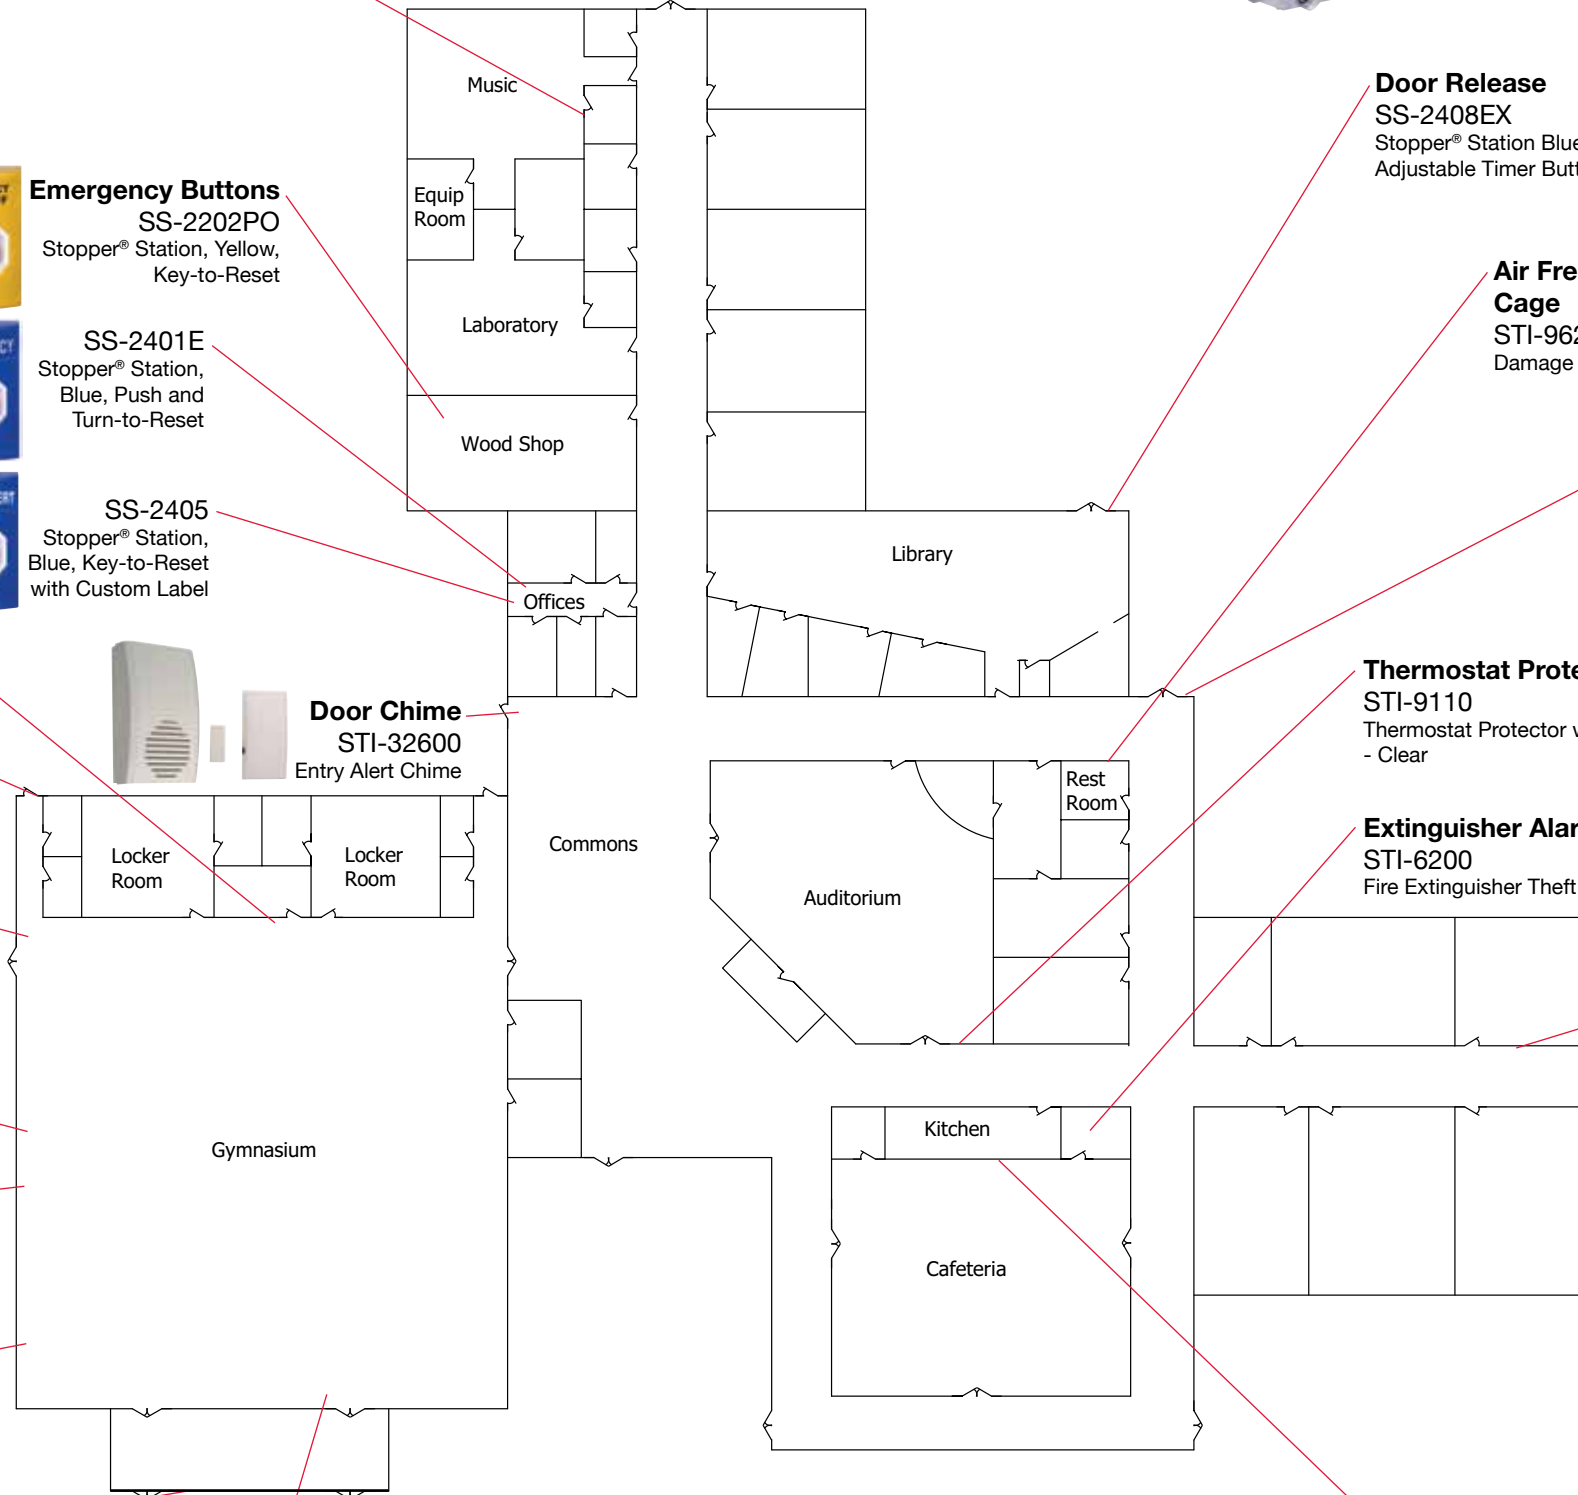 Music
Door Release
SS-2408EX
Stopper® Station Blue
Adjustable Timer
Emergency Buttons
SS-2202PO
Stopper® Station, Yellow,
Key-to-Reset
Equip
Room
Air
Cage
Damage
SS-2401E
Stopper® Station,
Blue, Push and
Turn-to-Reset
Laboratory
Wood Shop
SS-2405
Stopper® Station,
Blue, Key-to-Reset
with Custom Label
Library
Offices
Door Chime
STI-32600
Entry Alert Chime
Thermostat
STI-9110
Thermostat Protector
- Clear
Rest
Room
Commons
Locker
Room
Locker
Room
Auditorium
Extinguisher
STI-6200
Fire Extinguisher Theft
Kitchen
Gymnasium
Cafeteria